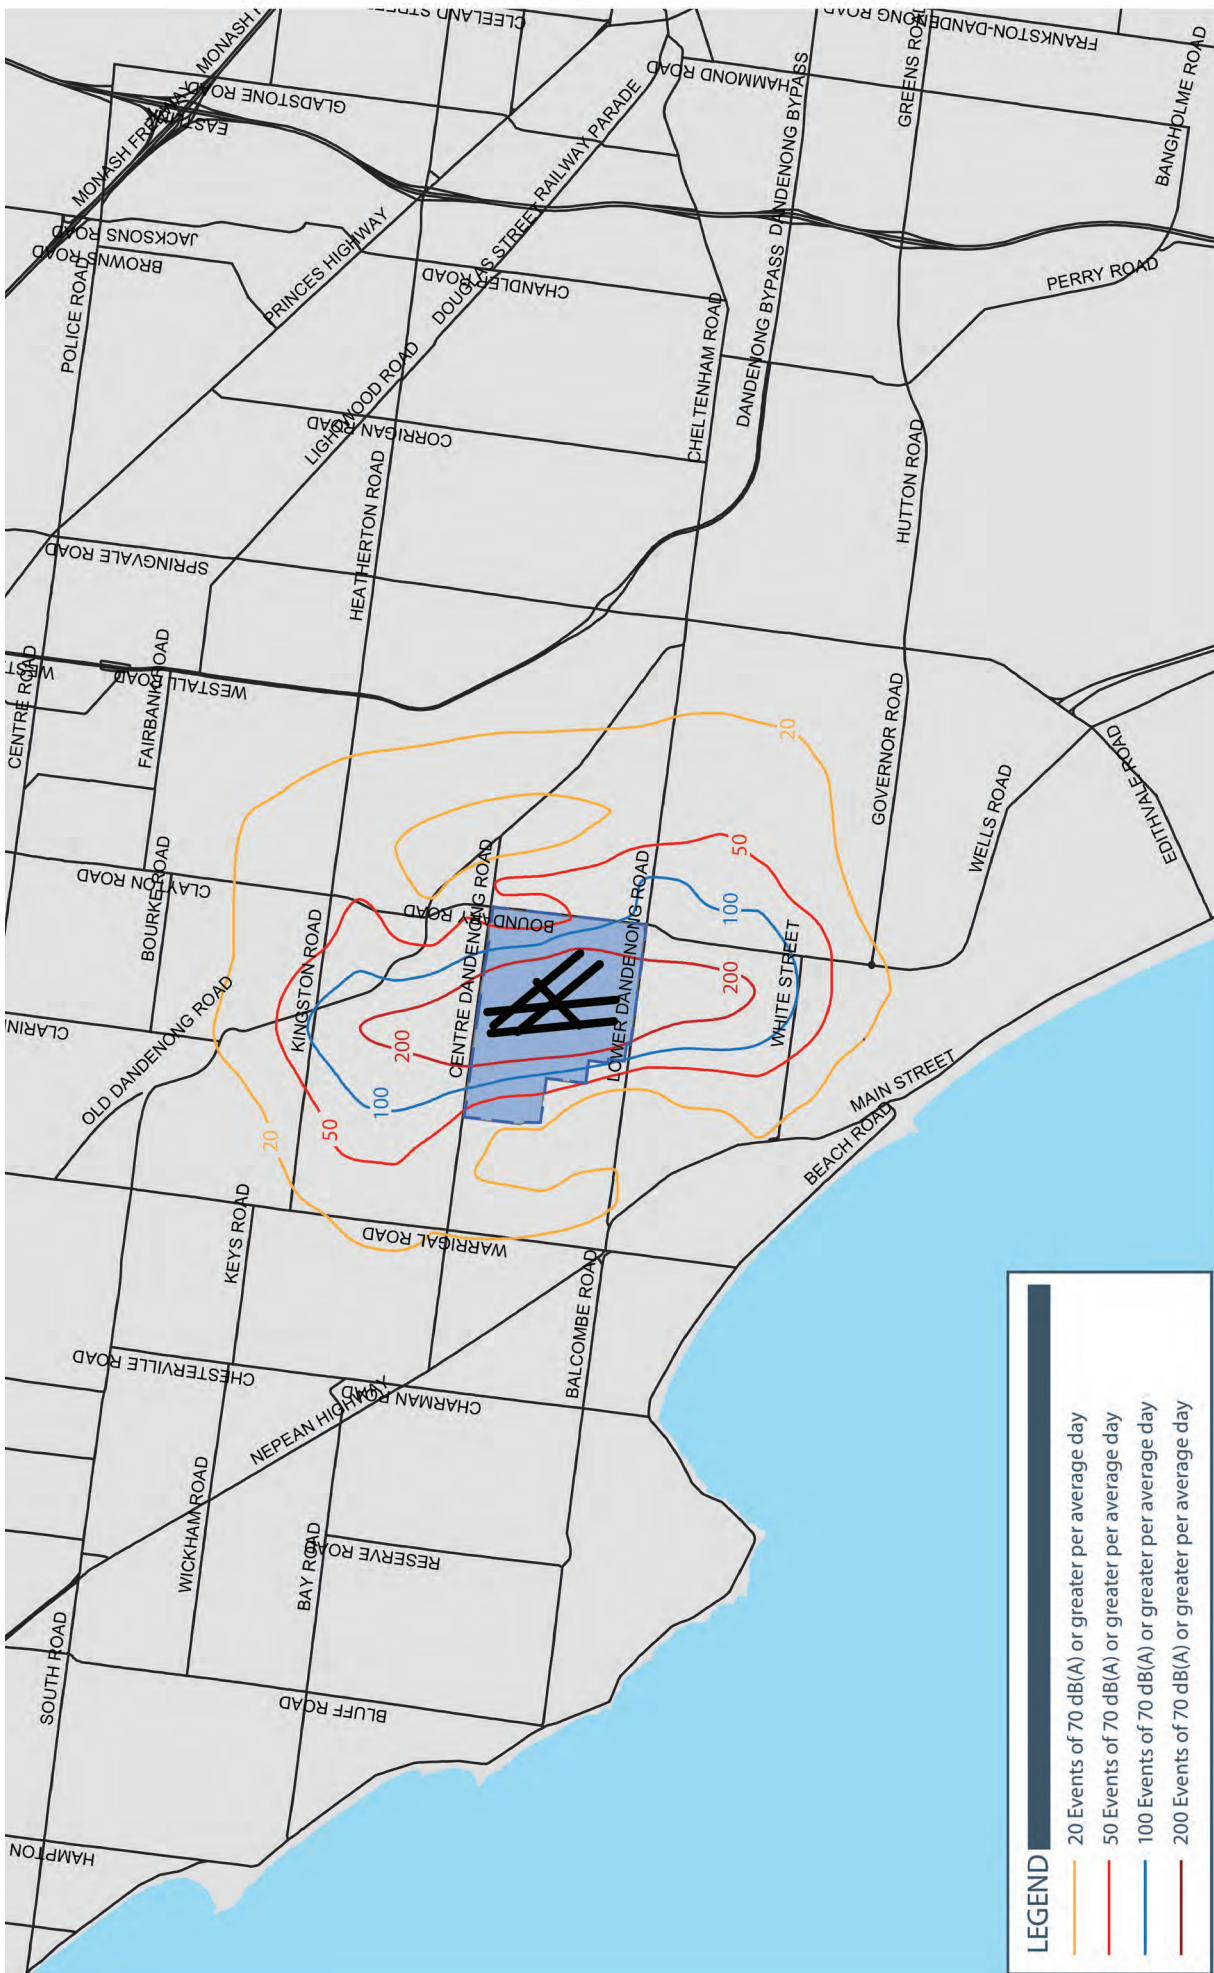 HAMPTON
SOUTH ROAD
BLUFF ROAD
BAY ROAD
WICKHAM ROAD
RESERVE ROAD
NEPEAN HIGHWAY
CHARMAN ROAD
CHESTERVILLE ROAD
BALCOMBE ROAD
KEYS ROAD
WARRIGAL ROAD
BEACH ROAD
MAIN STREET
OLD DANDENONG ROAD
KINGSTON ROAD
CENTRE DANDENONG ROAD
LOWER DANDENONG ROAD
WHITE STREET
BOURKE ROAD
CLAYTON ROAD
BOUNDARY ROAD
GOVERNOR ROAD
WELLS ROAD
EDITHVALE ROAD
CENTRE ROAD
FAIRBANK ROAD
WESTALL ROAD
HEATHERTON ROAD
SPRINGVALE ROAD
HUTTON ROAD
LIGHTWOOD ROAD
CORRIGAN ROAD
CHELTENHAM ROAD
DANDENONG BYPASS
DANDENONG BYPASS
DANDENONG BYPASS
POLICE ROAD
BROWNS ROAD
JACKSONS ROAD
PRINCES HIGHWAY
DOUGLAS STREET
RAILWAY PARADE
CHANDLER ROAD
PERRY ROAD
MONASH FREEWAY
GLADSTONE ROAD
HAMMOND ROAD
GREENS ROAD
BANGHOLME ROAD
FRANKSTON-DANDENONG ROAD
20
50
100
200
20
50
100
200
LEGEND
20 Events of 70 dB(A) or greater per average day
50 Events of 70 dB(A) or greater per average day
100 Events of 70 dB(A) or greater per average day
200 Events of 70 dB(A) or greater per average day